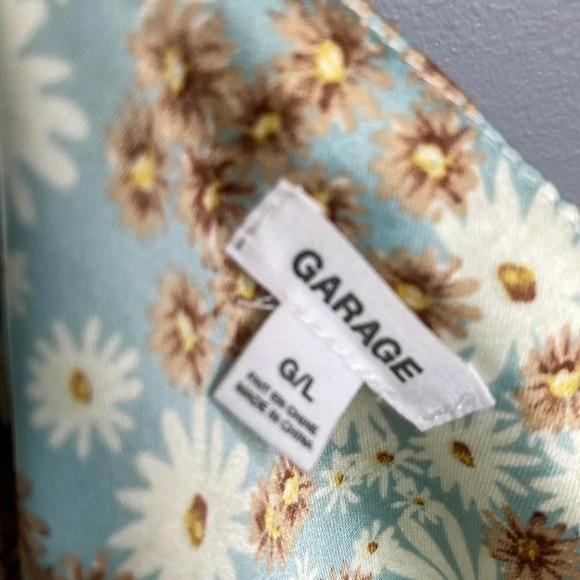 GARAGE
G/L
FAIT EN CHINE
MADE IN CHINA